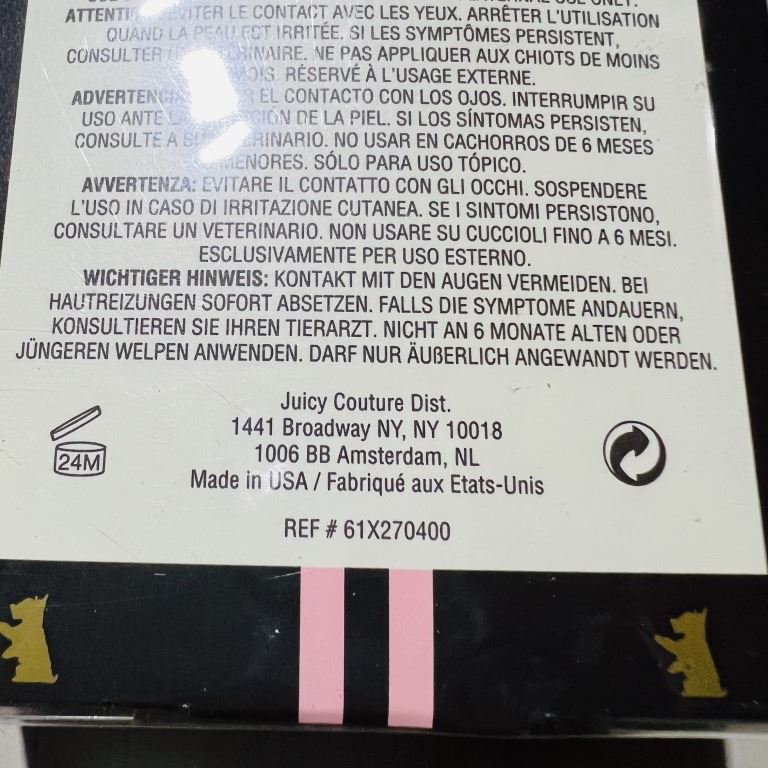 ATTENTI EVITER LE CONTACT AVEC LES YEUX. ARRÊTER L'UTILISATION
QUAND LA PEAU EST IRRITÉE. SI LES SYMPTÔMES PERSISTENT,
CONSULTER NE PAS APPLIQUER AUX CHIOTS DE MOINS
MOIS. RÉSERVÉ À L'USAGE EXTERNE.
EL CONTACTO CON LOS OJOS. INTERRUMPIR SU
USO ANTE DE LA PIEL. SI LOS SÍNTOMAS PERSISTEN,
CONSULTE A NO USAR EN CACHORROS DE 6 MESES
MENORES. SÓLO PARA USO TÓPICO.
AVVERTENZA: EVITARE IL CONTATTO CON GLI OCCHI. SOSPENDERE
L'USO IN CASO DI IRRITAZIONE CUTANEA. SE I SINTOMI PERSISTONO,
CONSULTARE UN VETERINARIO. NON USARE SU CUCCIOLI FINO A 6 MESI.
ESCLUSIVAMENTE PER USO ESTERNO.
WICHTIGER HINWEIS: KONTAKT MIT DEN AUGEN VERMEIDEN. BEI
HAUTREIZUNGEN SOFORT ABSETZEN. FALLS DIE SYMPTOME ANDAUERN,
KONSULTIEREN SIE IHREN TIERARZT. NICHT AN 6 MONATE ALTEN ODER
JÜNGEREN WELPEN ANWENDEN. DARF NUR ÄUßERLICH ANGEWANDT WERDEN.
Juicy Couture Dist.
1441 Broadway NY, NY 10018
1006 BB Amsterdam, NL
Made in USA / Fabriqué aux Etats-Unis
24M
REF # 61X270400